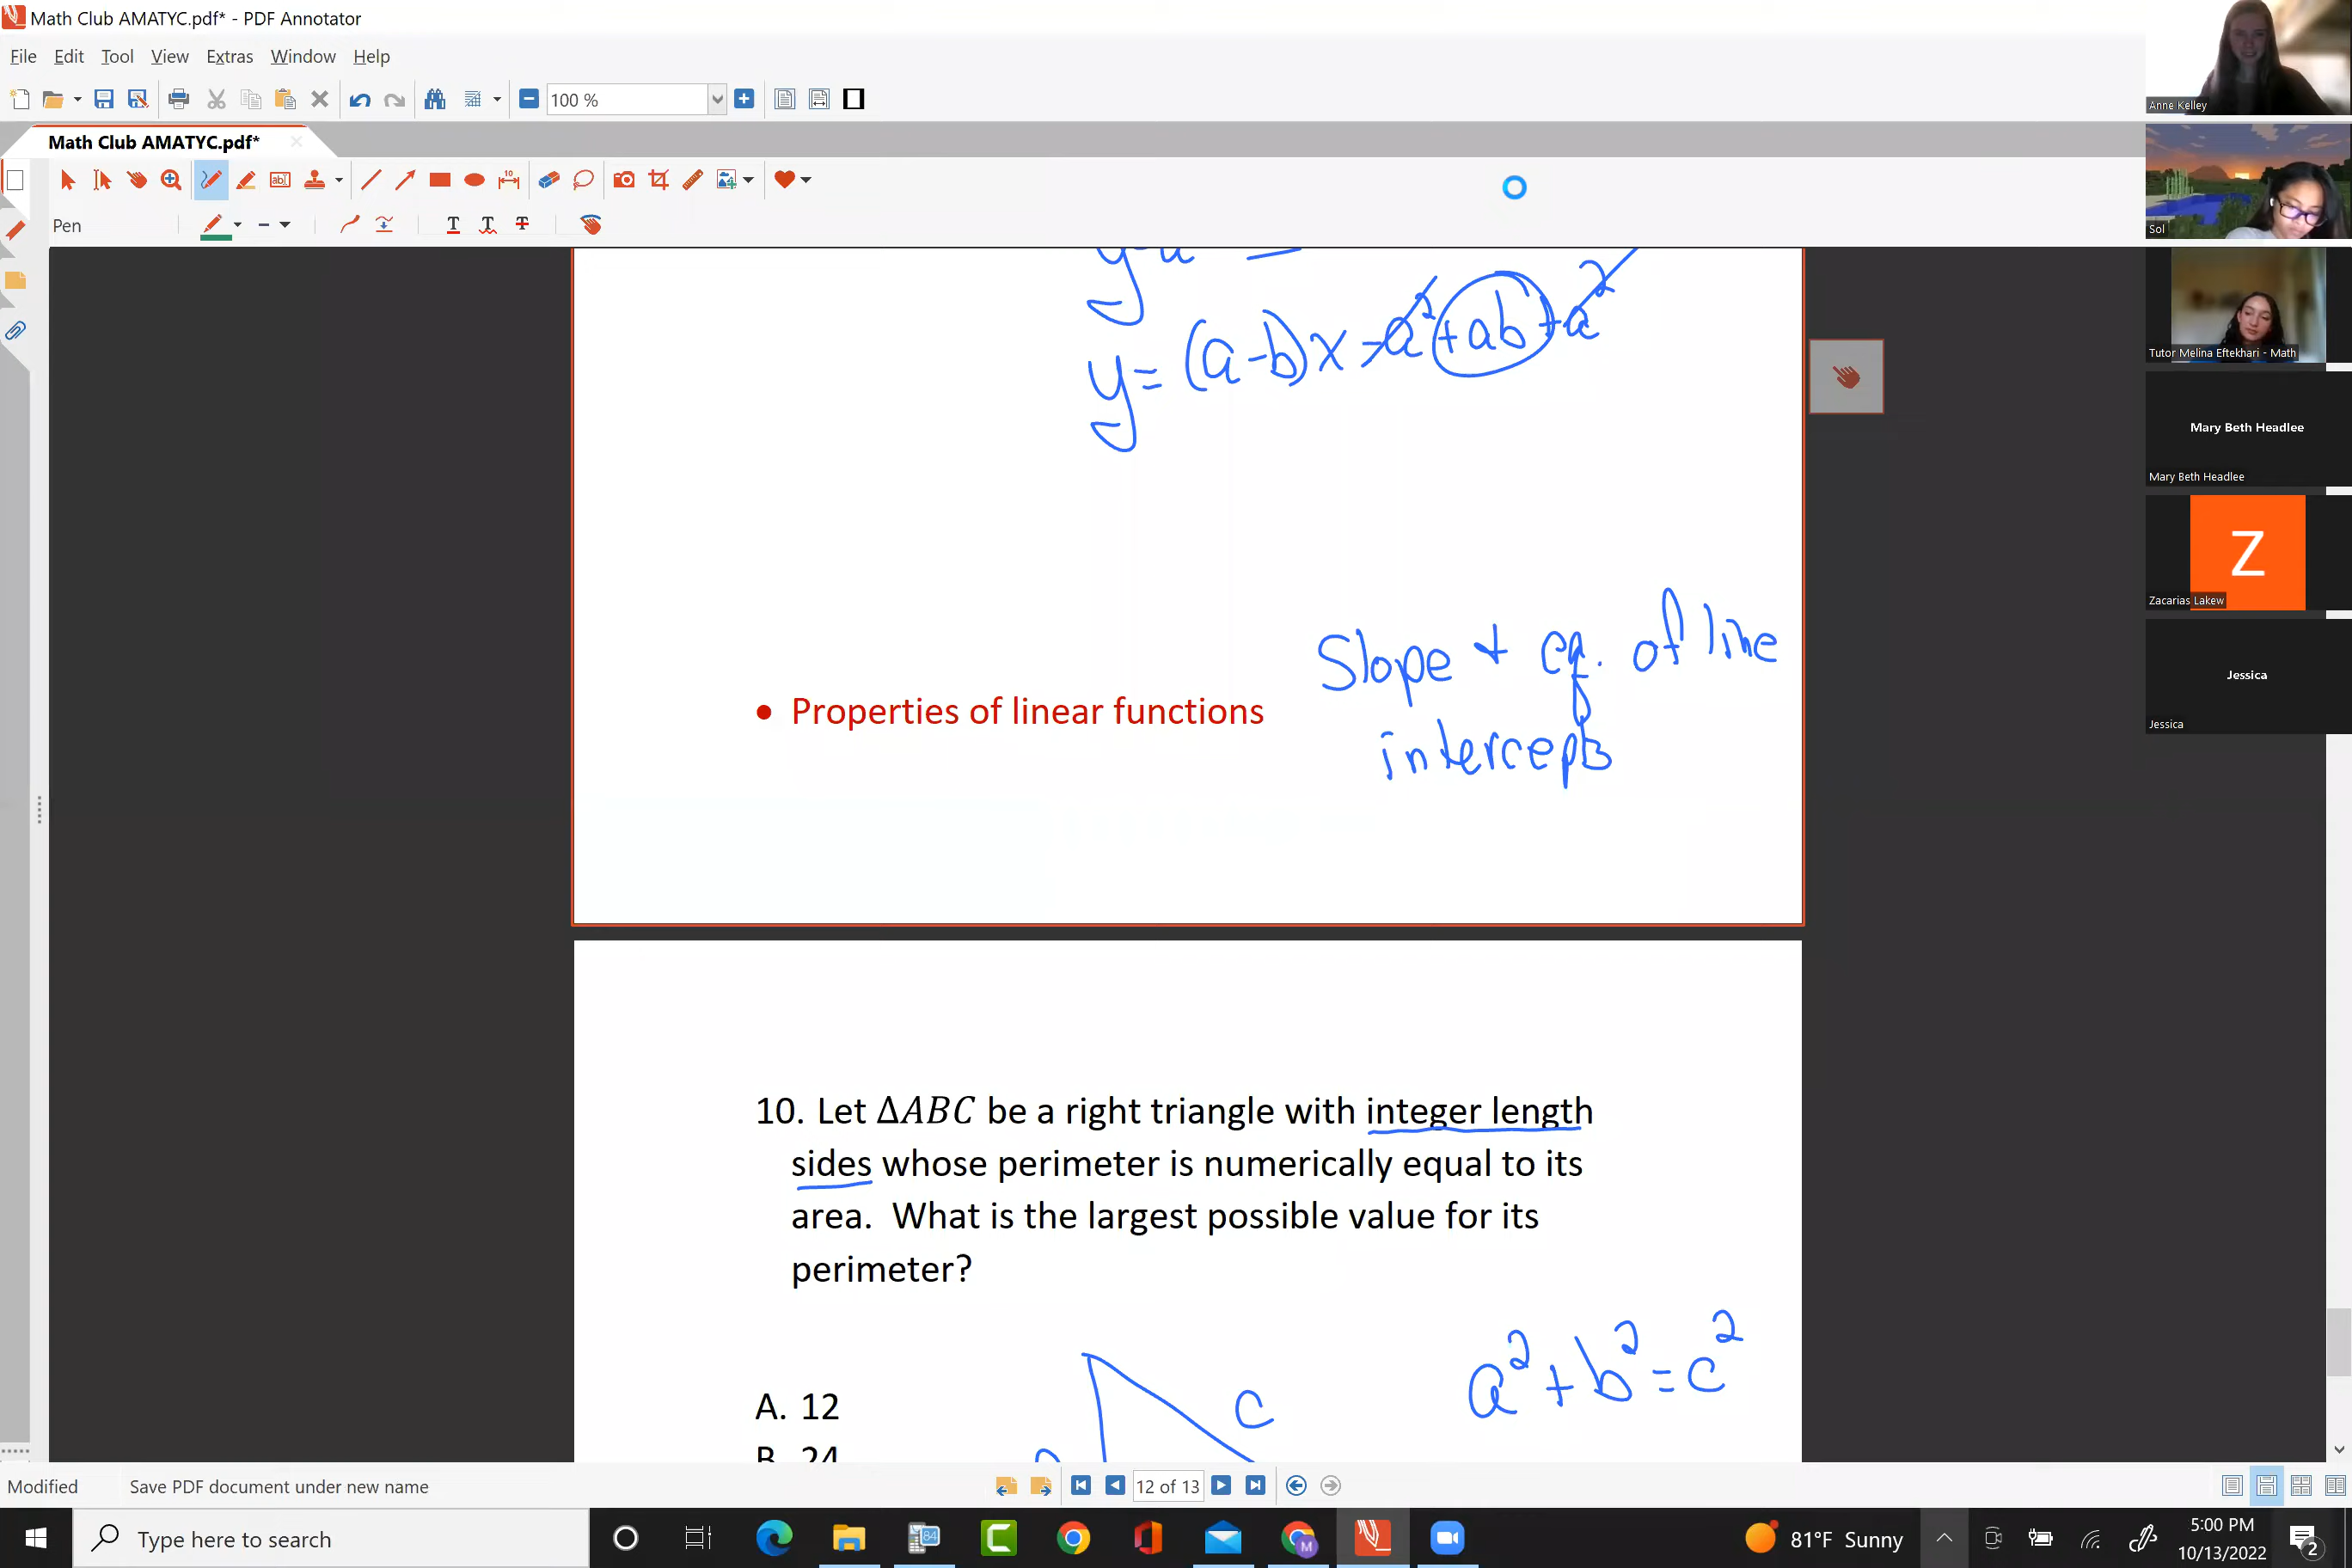 Math Club AMATYC.pdf* - PDF Annotator
File Edit Tool View Extras Window Help
100 %
Math Club AMATYC.pdf*
Pen
y = (a-b)x - a² + ab + a²
Slope + eq. of line
• Properties of linear functions
intercepts
10. Let ΔABC be a right triangle with integer length
sides whose perimeter is numerically equal to its
area. What is the largest possible value for its
perimeter?
a² + b² = c²
A. 12
c
B. 24
Anne Kelley
Sol
Tutor Melina Eftekhari - Math
Mary Beth Headlee
Mary Beth Headlee
Z
Zacarias Lakew
Jessica
Jessica
Modified Save PDF document under new name
12 of 13
Type here to search
84
M
81°F Sunny
5:00 PM
10/13/2022
2